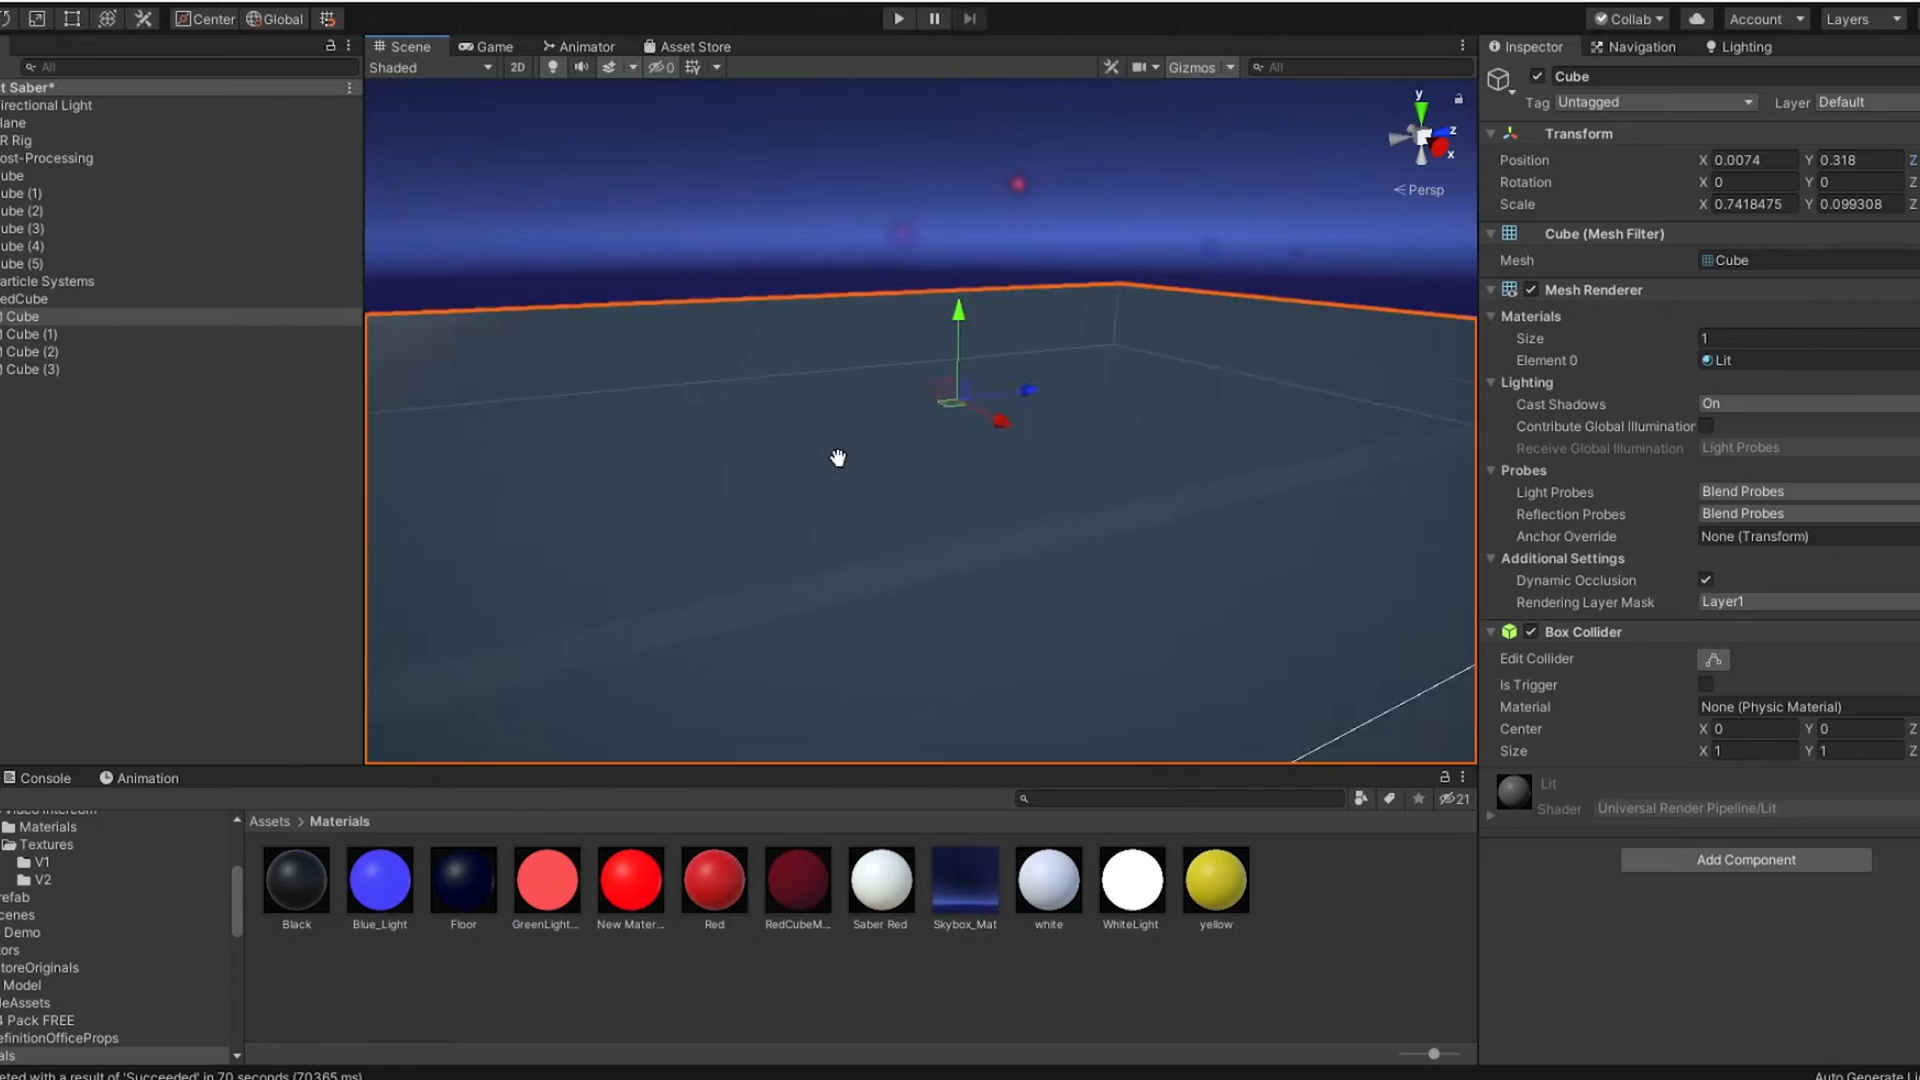 Center Global Collab Account Layers
Scene Game Animator Asset Store
Inspector Navigation Lighting
All
Shaded 2D 0 Gizmos All
t Saber*
irectional Light
lane
R Rig
ost-Processing
ube
ube (1)
ube (2)
ube (3)
ube (4)
ube (5)
article Systems
edCube
Cube
Cube (1)
Cube (2)
Cube (3)
y
z
x
Persp
Cube
Tag Untagged Layer Default
Transform
Position X 0.0074 Y 0.318 Z
Rotation X 0 Y 0 Z
Scale X 0.7418475 Y 0.099308 Z
Cube (Mesh Filter)
Mesh Cube
Mesh Renderer
Materials
Size 1
Element 0 Lit
Lighting
Cast Shadows On
Contribute Global Illumination
Receive Global Illumination Light Probes
Probes
Light Probes Blend Probes
Reflection Probes Blend Probes
Anchor Override None (Transform)
Additional Settings
Dynamic Occlusion
Rendering Layer Mask Layer1
Box Collider
Edit Collider
Is Trigger
Material None (Physic Material)
Center X 0 Y 0 Z
Size X 1 Y 1 Z
Lit
Shader Universal Render Pipeline/Lit
Add Component
Console Animation
21
Materials
Textures
V1
V2
refab
cenes
Demo
tors
toreOriginals
Model
leAssets
4 Pack FREE
efinitionOfficeProps
als
Assets > Materials
Black Blue_Light Floor GreenLight... New Mater... Red RedCubeM... Saber Red Skybox_Mat white WhiteLight yellow
eted with a result of 'Succeeded' in 70 seconds (70365 ms)
Auto Generate Li